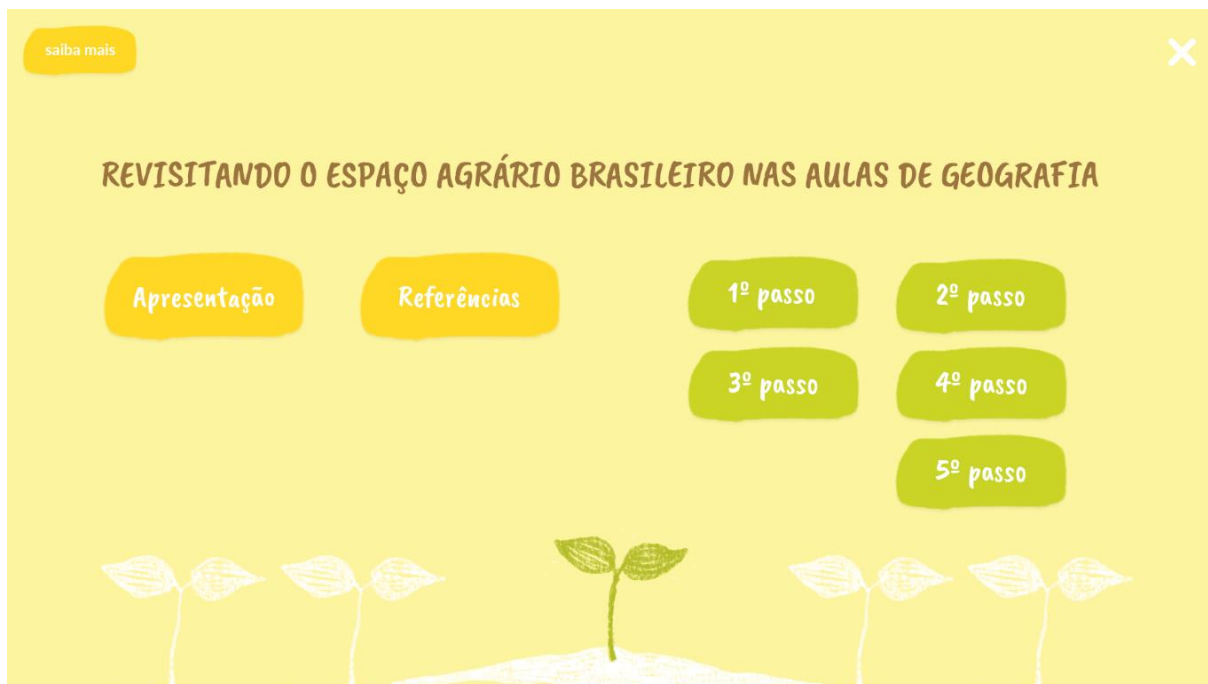 saiba mais
REVISITANDO O ESPAÇO AGRÁRIO BRASILEIRO NAS AULAS DE GEOGRAFIA
Apresentação
Referências
1º passo
2º passo
3º passo
4º passo
5º passo